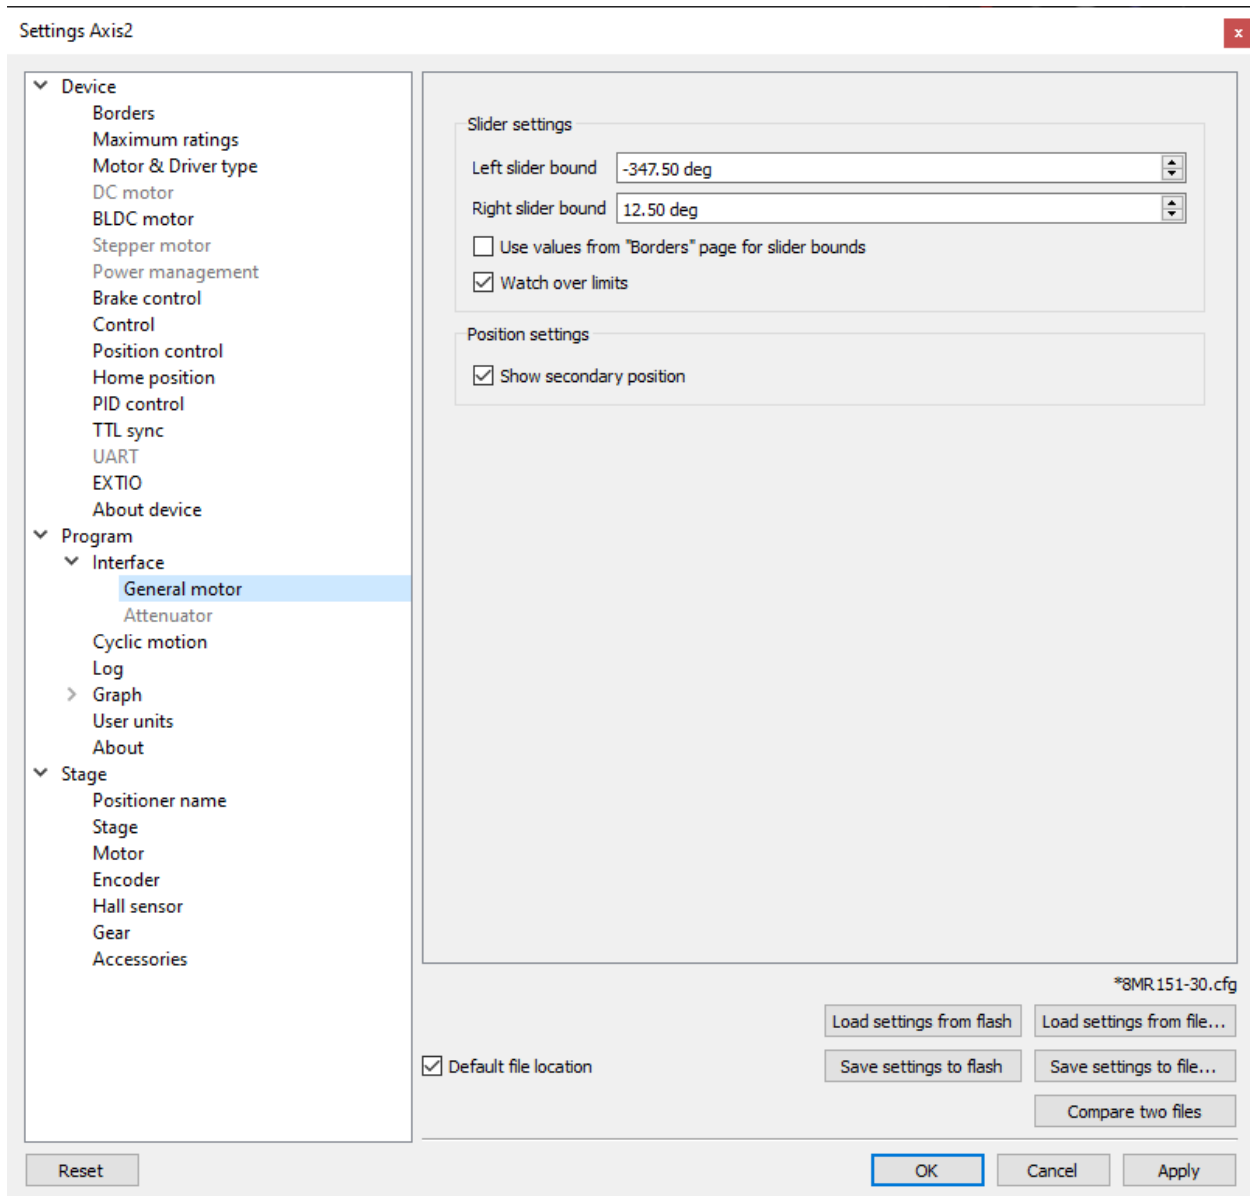 Settings Axis2
x
Device
Borders
Maximum ratings
Motor & Driver type
DC motor
BLDC motor
Stepper motor
Power management
Brake control
Control
Position control
Home position
PID control
TTL sync
UART
EXTIO
About device
Program
Interface
General motor
Attenuator
Cyclic motion
Log
Graph
User units
About
Stage
Positioner name
Stage
Motor
Encoder
Hall sensor
Gear
Accessories
Slider settings
Left slider bound -347.50 deg
Right slider bound 12.50 deg
Use values from "Borders" page for slider bounds
Watch over limits
Position settings
Show secondary position
*8MR151-30.cfg
Load settings from flash Load settings from file...
Default file location Save settings to flash Save settings to file...
Compare two files
Reset OK Cancel Apply